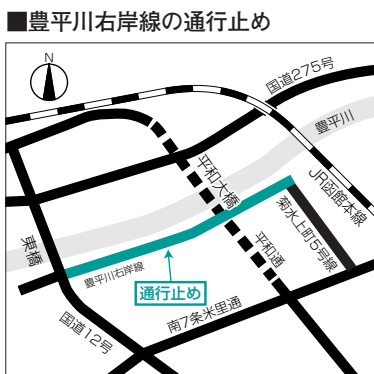 ■豊平川右岸線の通行止め
N
国道275号
豊平川
平和大橋
JR函館本線
菊水上町5号線
東橋
平和通
豊平川右岸線
通行止め
南7条米里通
国道12号